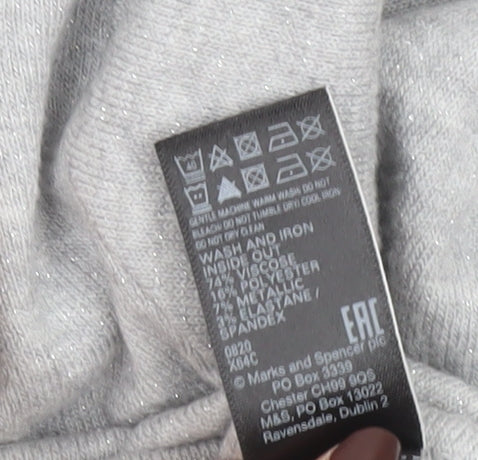 GENTLE MACHINE WARM WASH DO NOT
BLEACH DO NOT TUMBLE DRY/ COOL IRON
DO NOT DRY CLEAN
WASH AND IRON
INSIDE OUT
74% VISCOSE
16% POLYESTER
7% METALLIC
3% ELASTANE /
SPANDEX
0820
X64C
EAC
© Marks and Spencer plc
PO Box 3339
Chester CH99 9QS
M&S, PO Box 13022
Ravensdale, Dublin 2